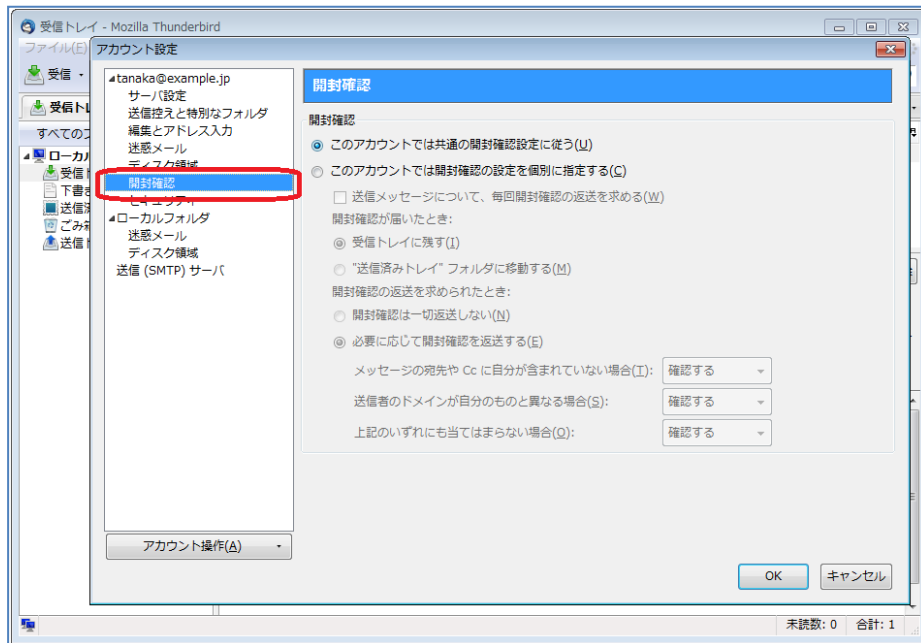 受信トレイ - Mozilla Thunderbird
ファイル(F)
アカウント設定
受信
受信トレ
すべてのフ
ローカル
受信
下書き
送信済
ごみ箱
送信
tanaka@example.jp
サーバ設定
送信控えと特別なフォルダ
編集とアドレス入力
迷惑メール
ディスク領域
開封確認
セキュリティ
ローカルフォルダ
迷惑メール
ディスク領域
送信 (SMTP) サーバ
アカウント操作(A)
開封確認
開封確認
このアカウントでは共通の開封確認設定に従う(U)
このアカウントでは開封確認の設定を個別に指定する(C)
送信メッセージについて、毎回開封確認の返送を求める(W)
開封確認が届いたとき:
受信トレイに残す(I)
"送信済みトレイ" フォルダに移動する(M)
開封確認の返送を求められたとき:
開封確認は一切返送しない(N)
必要に応じて開封確認を返送する(E)
メッセージの宛先や Cc に自分が含まれていない場合(T): 確認する
送信者のドメインが自分のものと異なる場合(S): 確認する
上記のいずれにも当てはまらない場合(O): 確認する
OK キャンセル
未読数: 0 合計: 1